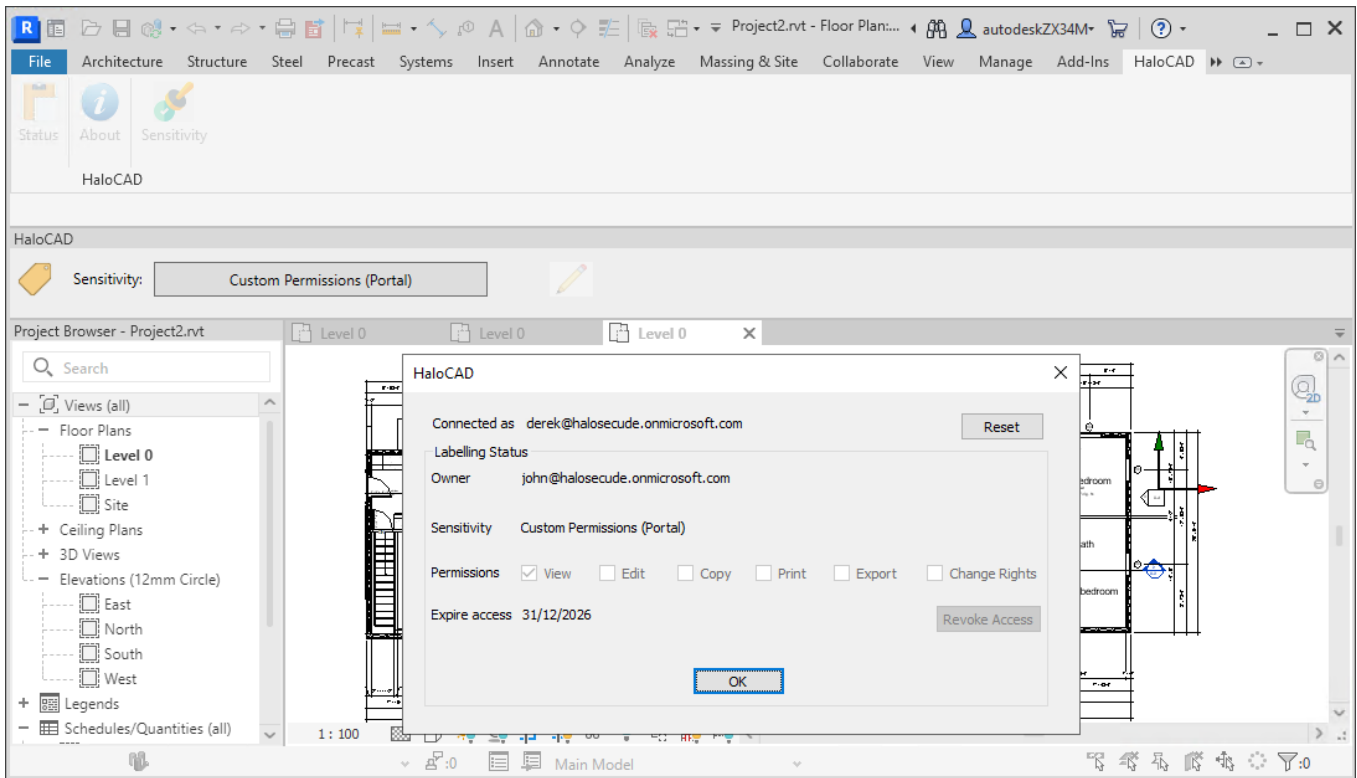 R Project2.rvt - Floor Plan:... autodeskZX34M
File Architecture Structure Steel Precast Systems Insert Annotate Analyze Massing & Site Collaborate View Manage Add-Ins HaloCAD
Status About Sensitivity
HaloCAD
HaloCAD
Sensitivity: Custom Permissions (Portal)
Project Browser - Project2.rvt
Level 0 Level 0 Level 0
Search
Views (all)
Floor Plans
Level 0
Level 1
Site
Ceiling Plans
3D Views
Elevations (12mm Circle)
East
North
South
West
Legends
Schedules/Quantities (all)
HaloCAD
Connected as derek@halosecude.onmicrosoft.com Reset
Labelling Status
Owner john@halosecude.onmicrosoft.com
Sensitivity Custom Permissions (Portal)
Permissions View Edit Copy Print Export Change Rights
Expire access 31/12/2026 Revoke Access
OK
edroom
ath
bedroom
2D
1 : 100
:0 Main Model :0